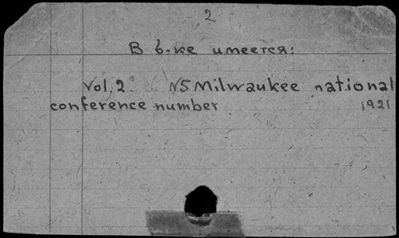 2
В б-ке имеется:
Vol. 2. N5 Milwaukee national
conference number 1921